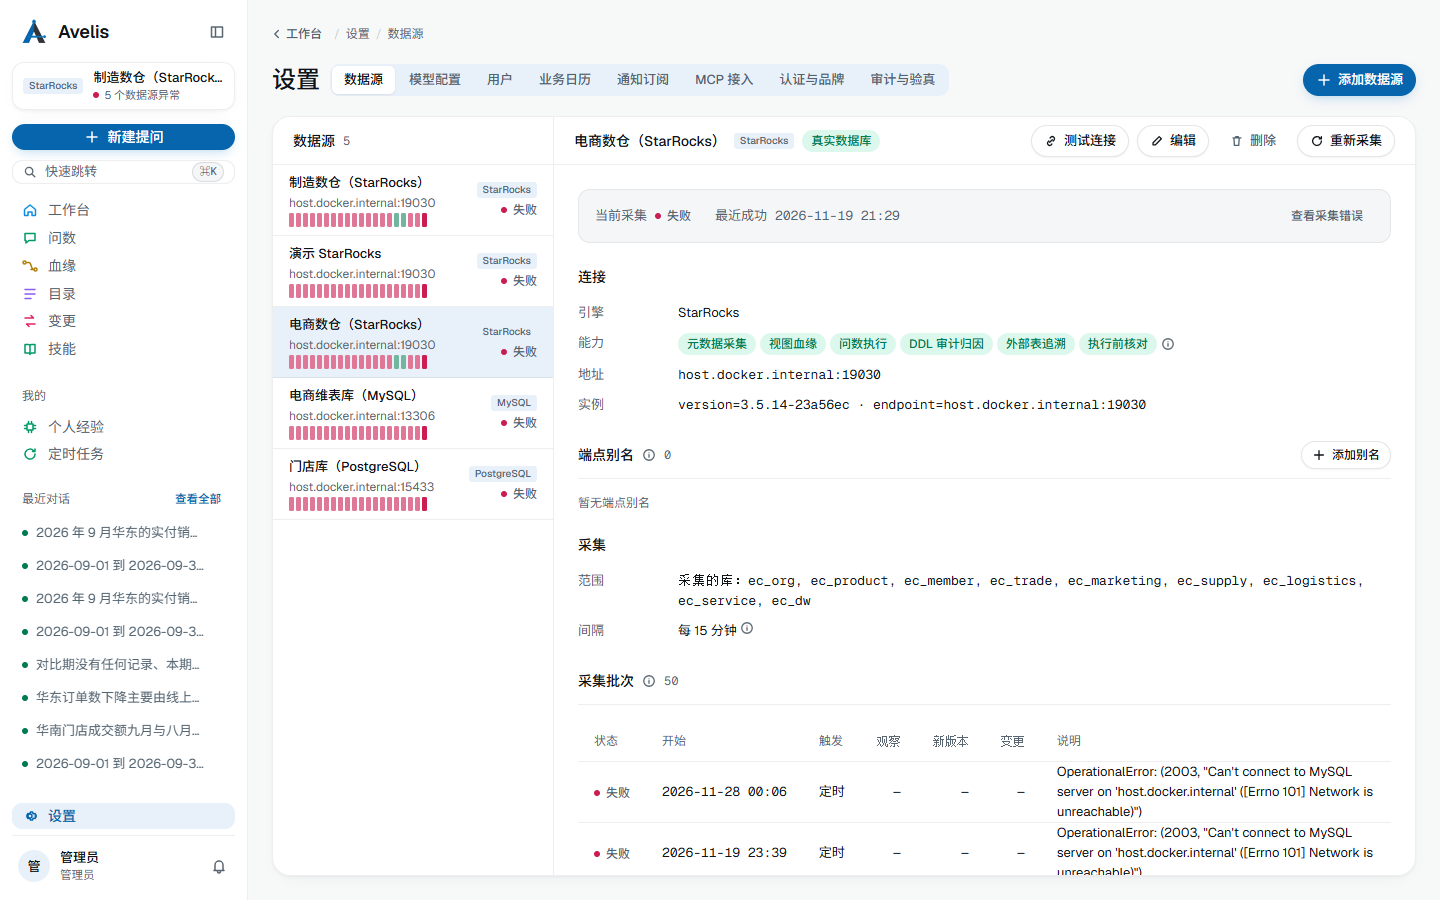 Avelis
StarRocks
制造数仓（StarRock...
5 个数据源异常
新建提问
快速跳转
⌘K
工作台
问数
血缘
目录
变更
技能
我的
个人经验
定时任务
最近对话
查看全部
2026 年 9 月华东的实付销...
2026-09-01 到 2026-09-3...
2026 年 9 月华东的实付销...
2026-09-01 到 2026-09-3...
对比期没有任何记录、本期...
华东订单数下降主要由线上...
华南门店成交额九月与八月...
2026-09-01 到 2026-09-3...
设置
管
管理员
管理员
工作台 / 设置 / 数据源
设置
数据源
模型配置
用户
业务日历
通知订阅
MCP 接入
认证与品牌
审计与验真
添加数据源
数据源 5
制造数仓（StarRocks）
StarRocks
host.docker.internal:19030
失败
演示 StarRocks
StarRocks
host.docker.internal:19030
失败
电商数仓（StarRocks）
StarRocks
host.docker.internal:19030
失败
电商维表库（MySQL）
MySQL
host.docker.internal:13306
失败
门店库（PostgreSQL）
PostgreSQL
host.docker.internal:15433
失败
电商数仓（StarRocks）
StarRocks
真实数据库
测试连接
编辑
删除
重新采集
当前采集 失败 最近成功 2026-11-19 21:29
查看采集错误
连接
引擎 StarRocks
能力 元数据采集 视图血缘 问数执行 DDL 审计归因 外部表追溯 执行前核对
地址 host.docker.internal:19030
实例 version=3.5.14-23a56ec · endpoint=host.docker.internal:19030
端点别名 0
添加别名
暂无端点别名
采集
范围 采集的库：ec_org, ec_product, ec_member, ec_trade, ec_marketing, ec_supply, ec_logistics,
ec_service, ec_dw
间隔 每 15 分钟
采集批次 50
状态 开始 触发 观察 新版本 变更 说明
失败 2026-11-28 00:06 定时 — — — OperationalError: (2003, "Can't connect to MySQL
server on 'host.docker.internal' ([Errno 101] Network is
unreachable)")
失败 2026-11-19 23:39 定时 — — — OperationalError: (2003, "Can't connect to MySQL
server on 'host.docker.internal' ([Errno 101] Network is
unreachable)")